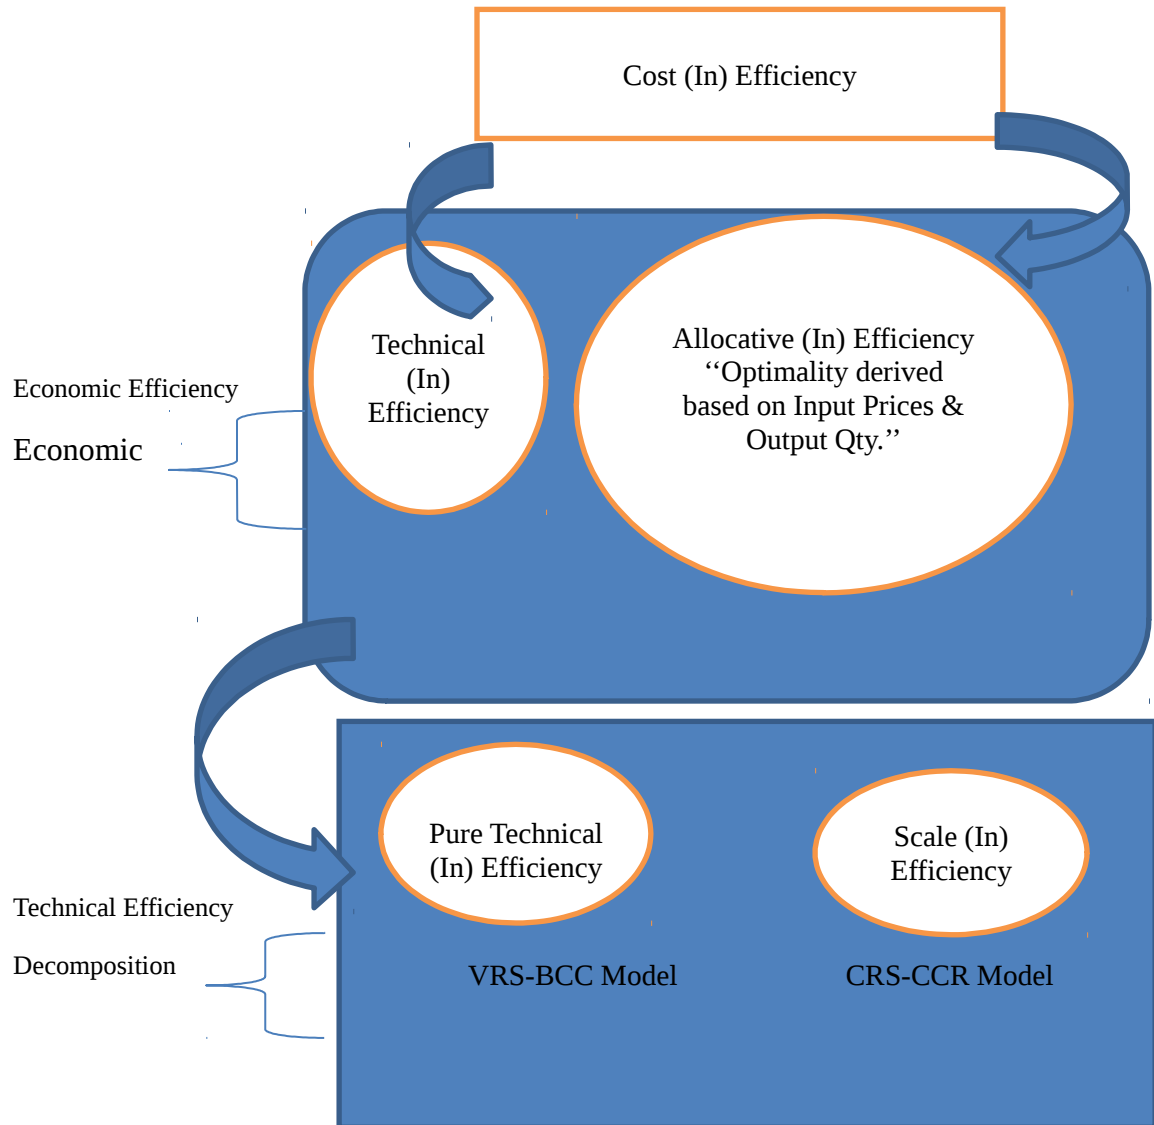 Cost (In) Efficiency
Technical
(In)
Efficiency
Allocative (In) Efficiency
‘‘Optimality derived
based on Input Prices &
Output Qty.’’
Economic Efficiency
Economic
Pure Technical
(In) Efficiency
Scale (In)
Efficiency
Technical Efficiency
Decomposition
VRS-BCC Model
CRS-CCR Model